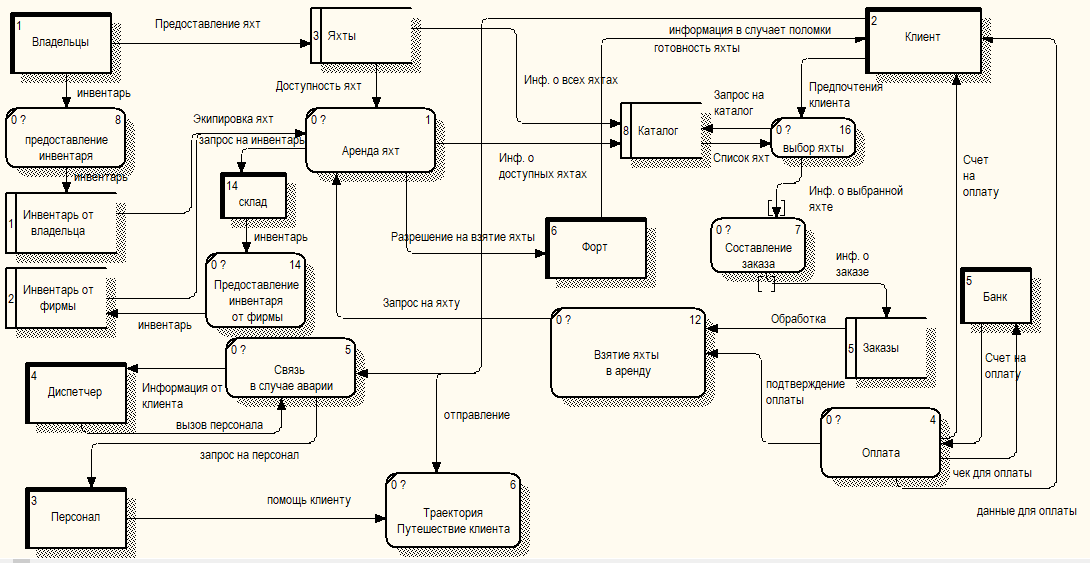 1
Владельцы
Предоставление яхт
3
Яхты
информация в случает поломки
готовность яхты
2
Клиент
инвентарь
Доступность яхт
Инф. о всех яхтах
Предпочтения
клиента
0 ?
8
предоставление
инвентаря
Экипировка яхт
запрос на инвентарь
0 ?
1
Аренда яхт
8
Каталог
Запрос на
каталог
Список яхт
0 ?
16
выбор яхты
инвентарь
14
склад
Инф. о
доступных яхтах
Счет
на
оплату
1
Инвентарь от
владельца
инвентарь
Разрешение на взятие яхты
6
Форт
Инф. о выбранной
яхте
0 ?
7
Составление
заказа
инф. о
заказе
2
Инвентарь от
фирмы
0 ?
14
Предоставление
инвентаря
от фирмы
инвентарь
Запрос на яхту
5
Банк
0 ?
12
Взятие яхты
в аренду
Обработка
5
Заказы
Счет на
оплату
4
Диспетчер
Информация от
клиента
0 ?
5
Связь
в случае аварии
вызов персонала
отправление
подтверждение
оплаты
0 ?
4
Оплата
запрос на персонал
чек для оплаты
данные для оплаты
3
Персонал
помощь клиенту
0 ?
6
Траектория
Путешествие клиента